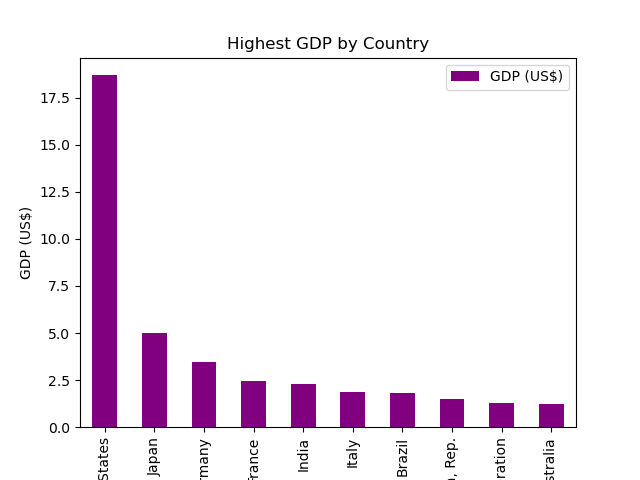 Highest GDP by Country
GDP (US$)
17.5
15.0
12.5
10.0
7.5
5.0
2.5
0.0
GDP (US$)
States
Japan
rmany
rance
India
Italy
Brazil
, Rep.
ration
stralia